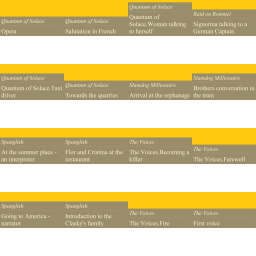 Quantum of Solace
Opera
Quantum of Solace
Salutation in French
Quantum of Solace
Quantum of
Solace.Woman talking
to herself
Raid on Rommel
Signorina talking to a
German Captain
Quantum of Solace
Quantum of Solace.Taxi
driver
Quantum of Solace
Towards the quarries
Slumdog Millionaire
Arrival at the orphanage
Slumdog Millionaire
Brothers conversation in
the train
Spanglish
At the summer place -
an interpreter
Spanglish
Flor and Cristina at the
restaurant
The Voices
The Voices.Becoming a
killer
The Voices
The Voices.Farewell
Spanglish
Going to America -
narrator
Spanglish
Introduction to the
Clasky's family
The Voices
The Voices.Fire
The Voices
First voice